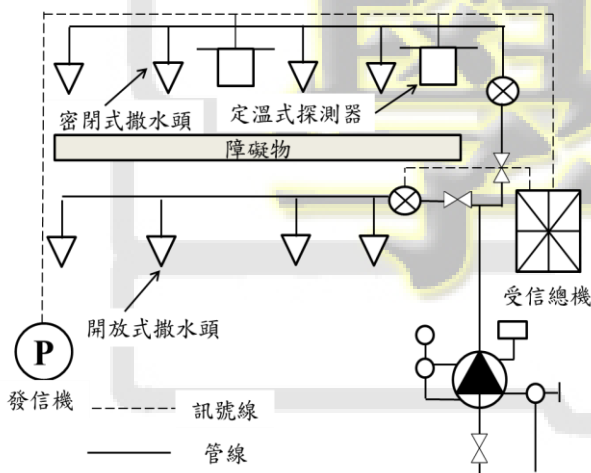 密閉式撒水頭
定溫式探測器
障礙物
開放式撒水頭
受信總機
P
發信機
訊號線
管線